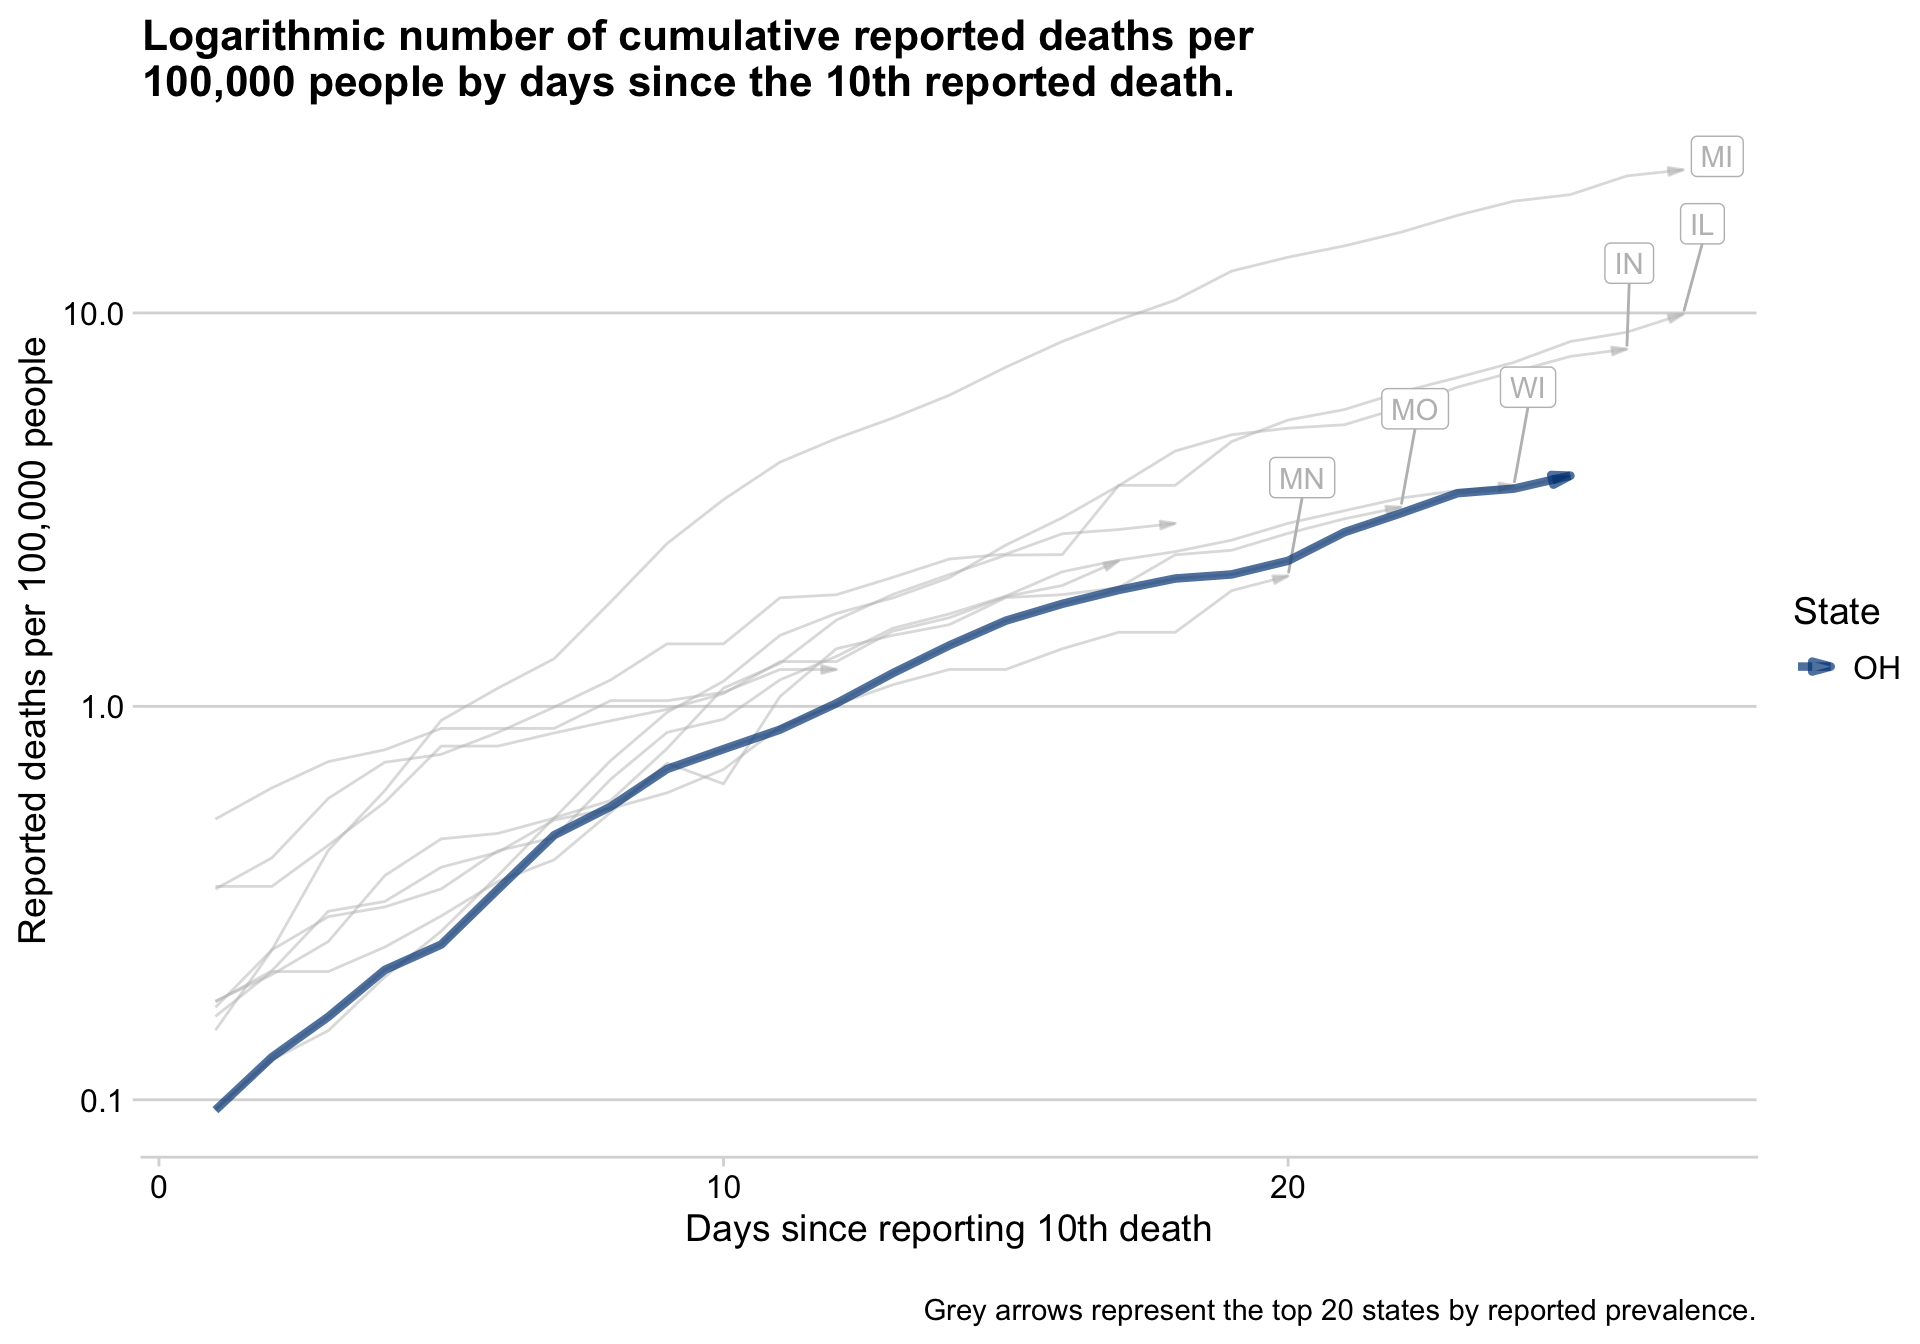 Logarithmic number of cumulative reported deaths per
100,000 people by days since the 10th reported death.
MI
IL
IN
WI
MO
MN
10.0
1.0
0.1
Reported deaths per 100,000 people
State
OH
0
10
20
Days since reporting 10th death
Grey arrows represent the top 20 states by reported prevalence.